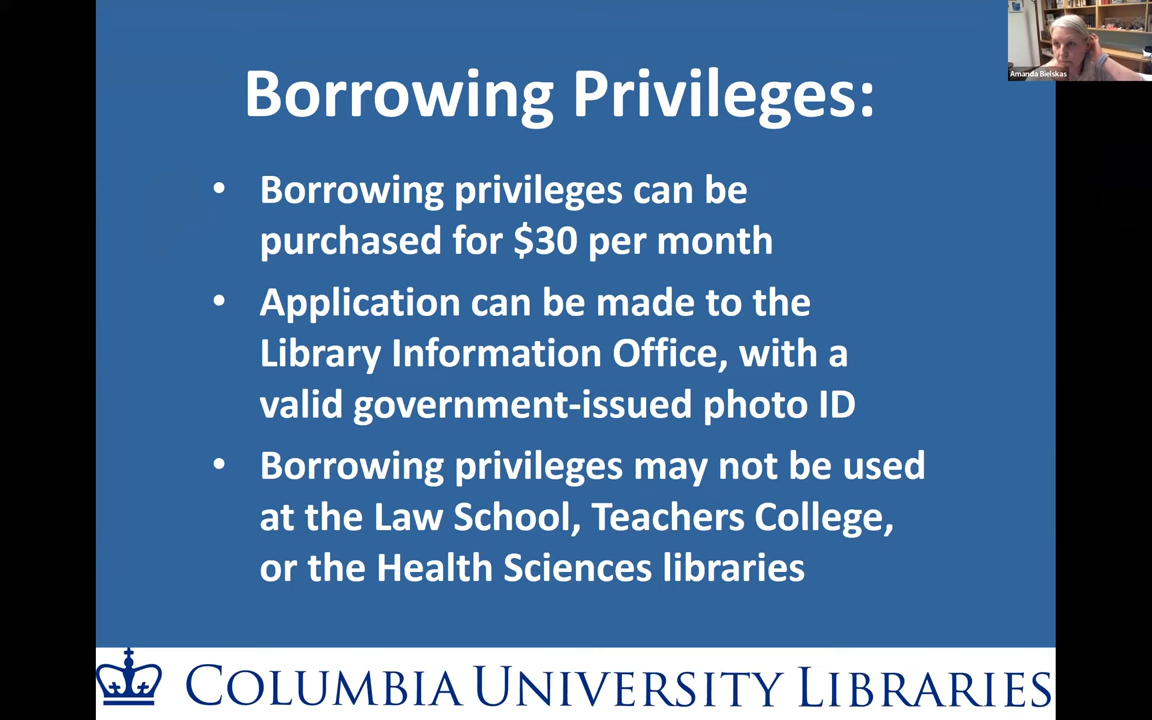 Amanda Bielskas
Borrowing Privileges:
• Borrowing privileges can be
purchased for $30 per month
• Application can be made to the
Library Information Office, with a
valid government-issued photo ID
• Borrowing privileges may not be used
at the Law School, Teachers College,
or the Health Sciences libraries
COLUMBIA UNIVERSITY LIBRARIES